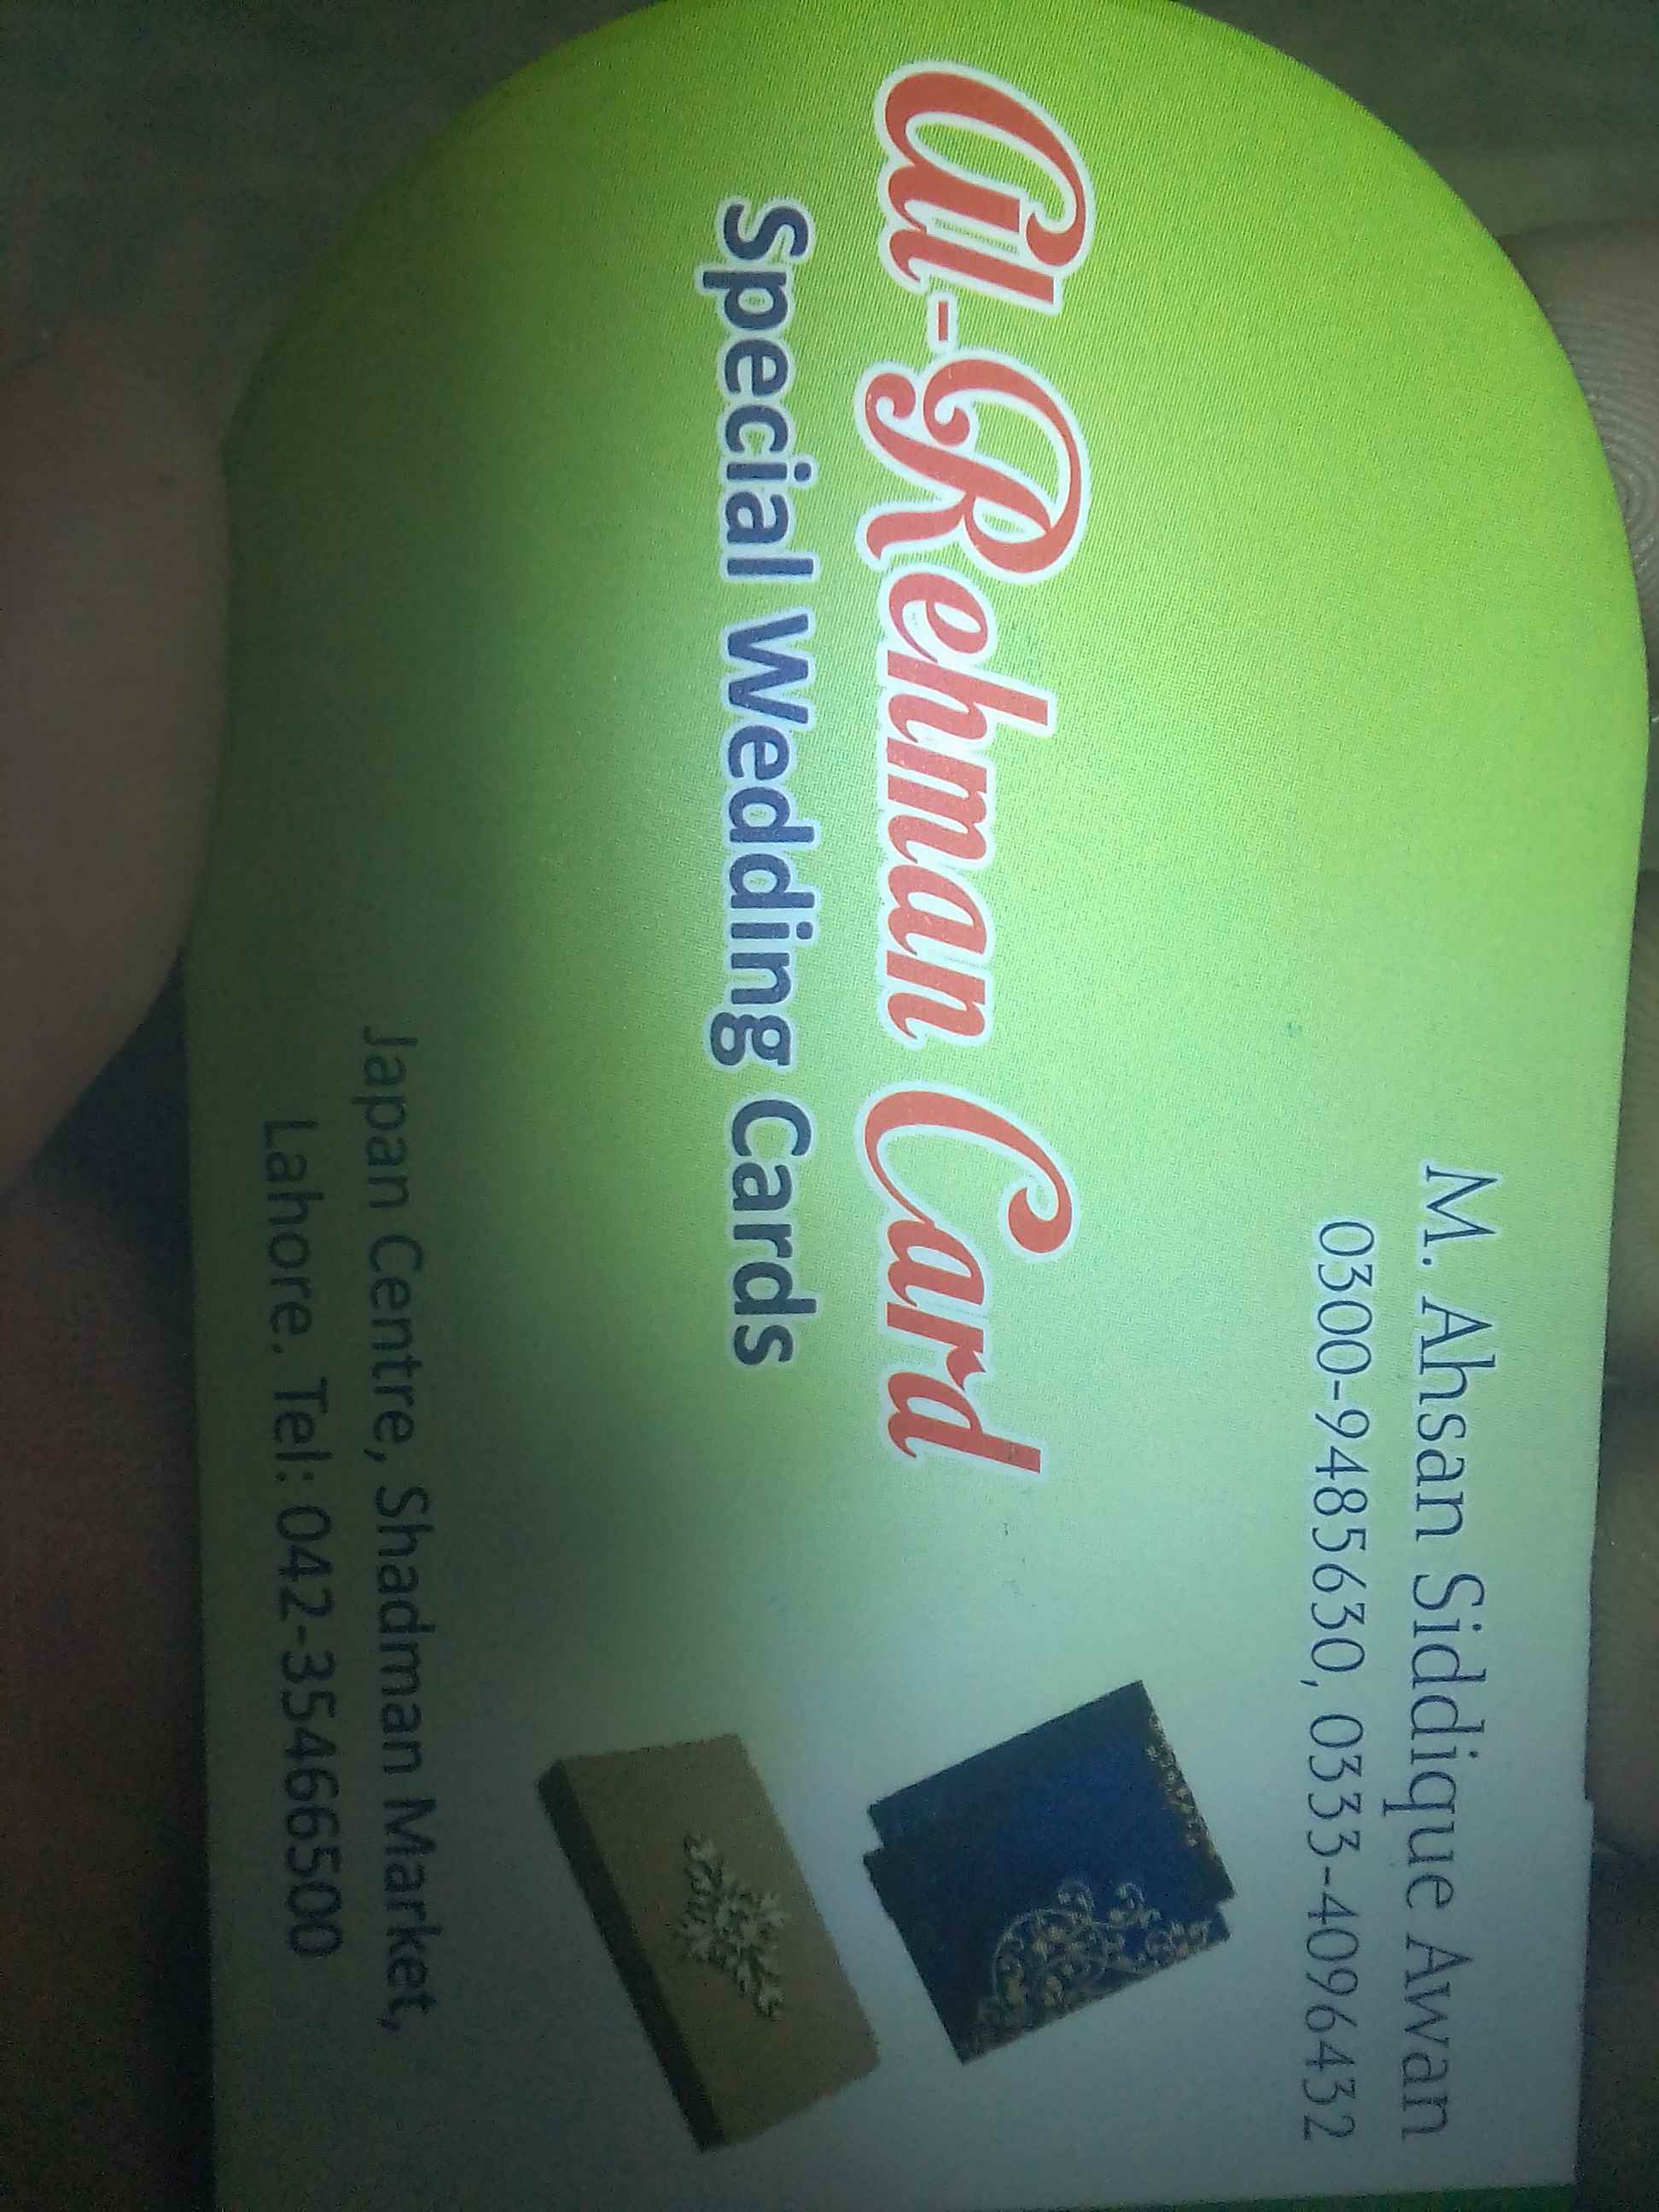 M. Ahsan Siddique Awan
0300-9485630, 0333-4096432
Al-Rehman Card
Special Wedding Cards
Japan Centre, Shadman Market,
Lahore. Tel: 042-35466500